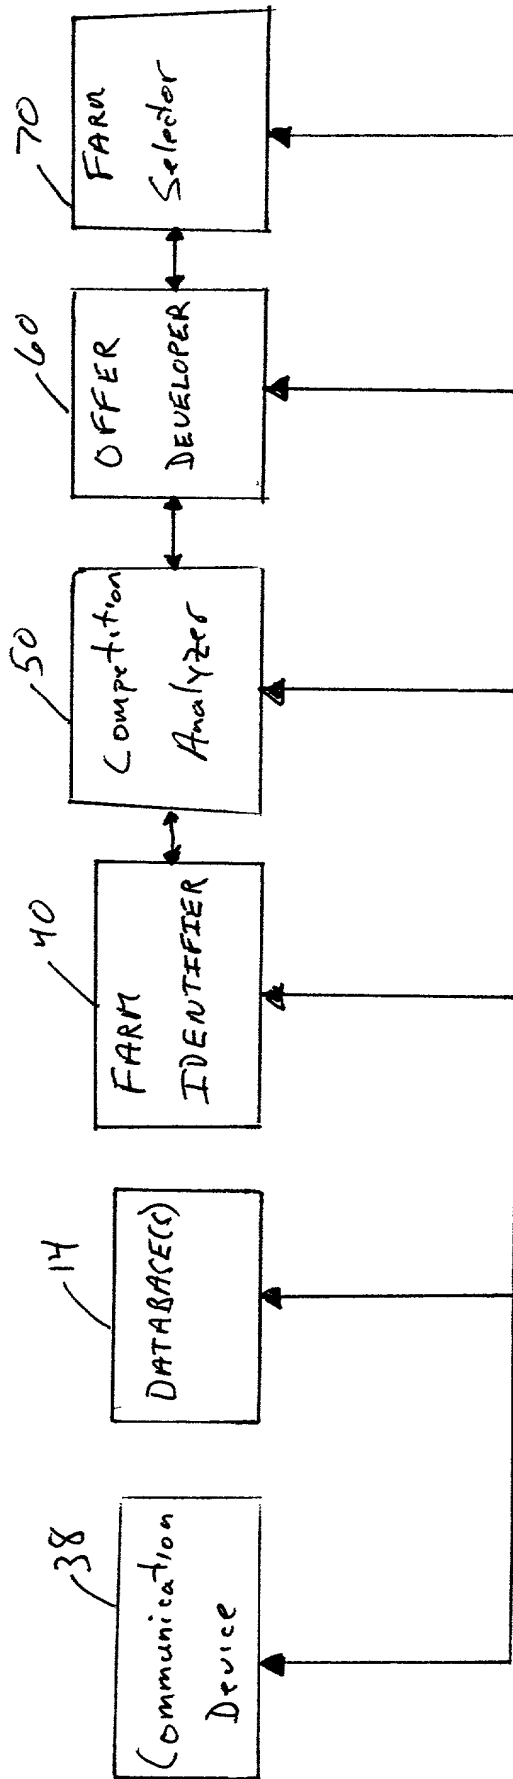 38
Communication
Device
14
DATABASE(S)
40
FARM
IDENTIFIER
50
Competition
Analyzer
60
OFFER
DEVELOPER
70
FARM
Selector